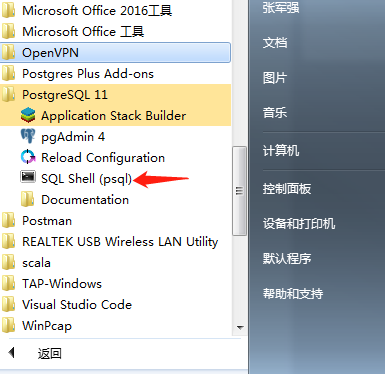 Microsoft Office 2016工具
Microsoft Office 工具
OpenVPN
Postgres Plus Add-ons
PostgreSQL 11
Application Stack Builder
pgAdmin 4
Reload Configuration
SQL Shell (psql)
Documentation
Postman
REALTEK USB Wireless LAN Utility
scala
TAP-Windows
Visual Studio Code
WinPcap
返回
张军强
文档
图片
音乐
计算机
控制面板
设备和打印机
默认程序
帮助和支持